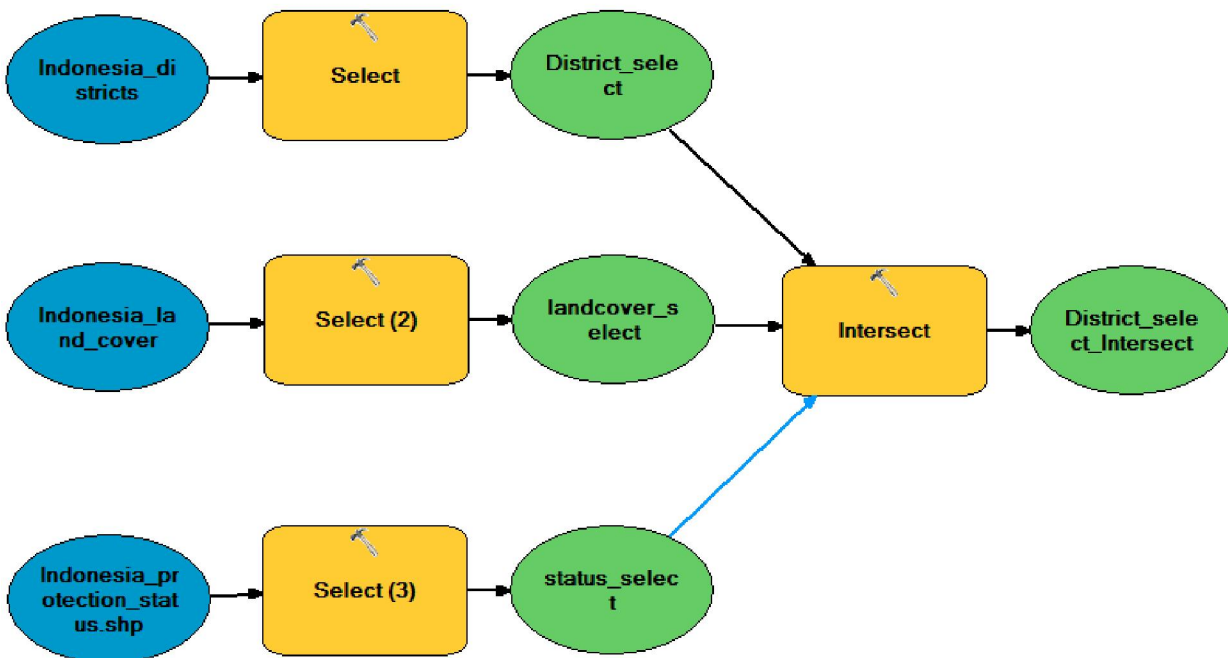 Indonesia_di
stricts
Select
District_sele
ct
Indonesia_la
nd_cover
Select (2)
landcover_s
elect
Intersect
District_sele
ct_Intersect
Indonesia_pr
otection_stat
us.shp
Select (3)
status_selec
t